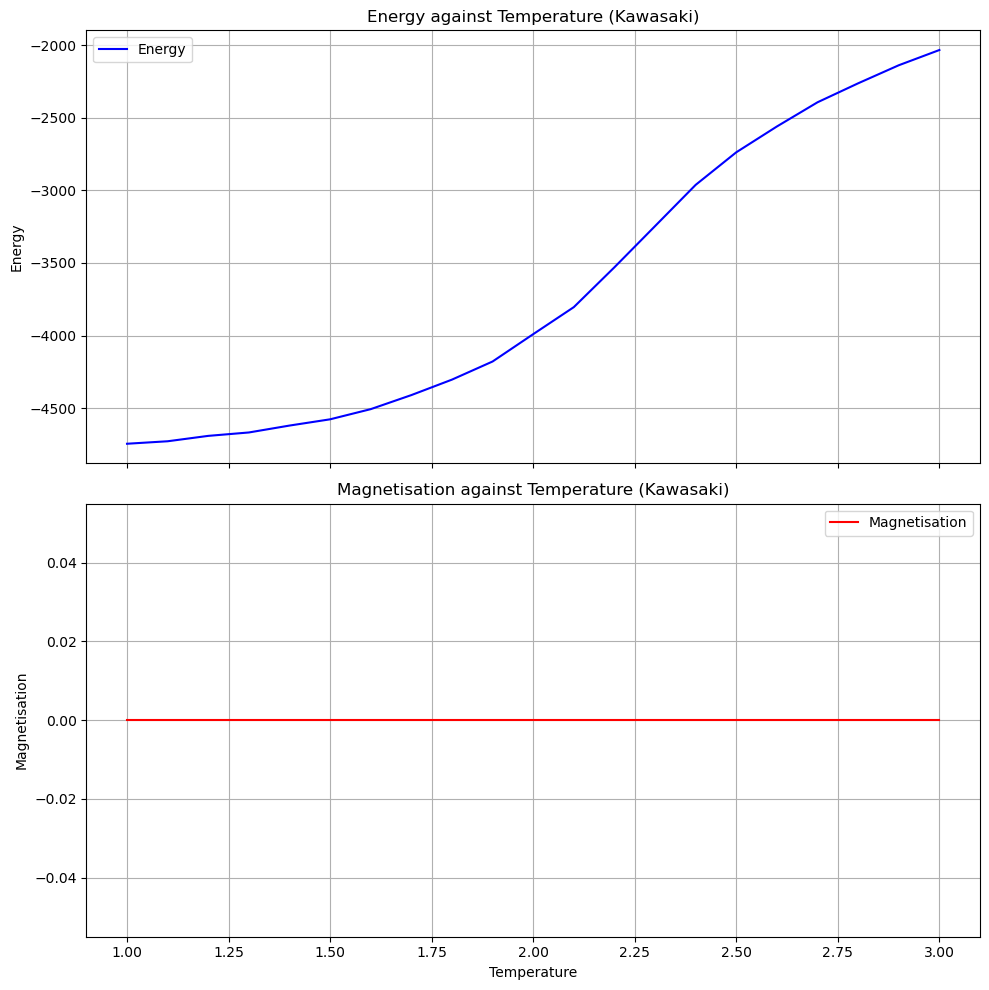 Energy against Temperature (Kawasaki)
Energy
−2000
−2500
−3000
−3500
−4000
−4500
Energy
Magnetisation against Temperature (Kawasaki)
Magnetisation
0.04
0.02
0.00
−0.02
−0.04
Magnetisation
1.00 1.25 1.50 1.75 2.00 2.25 2.50 2.75 3.00
Temperature